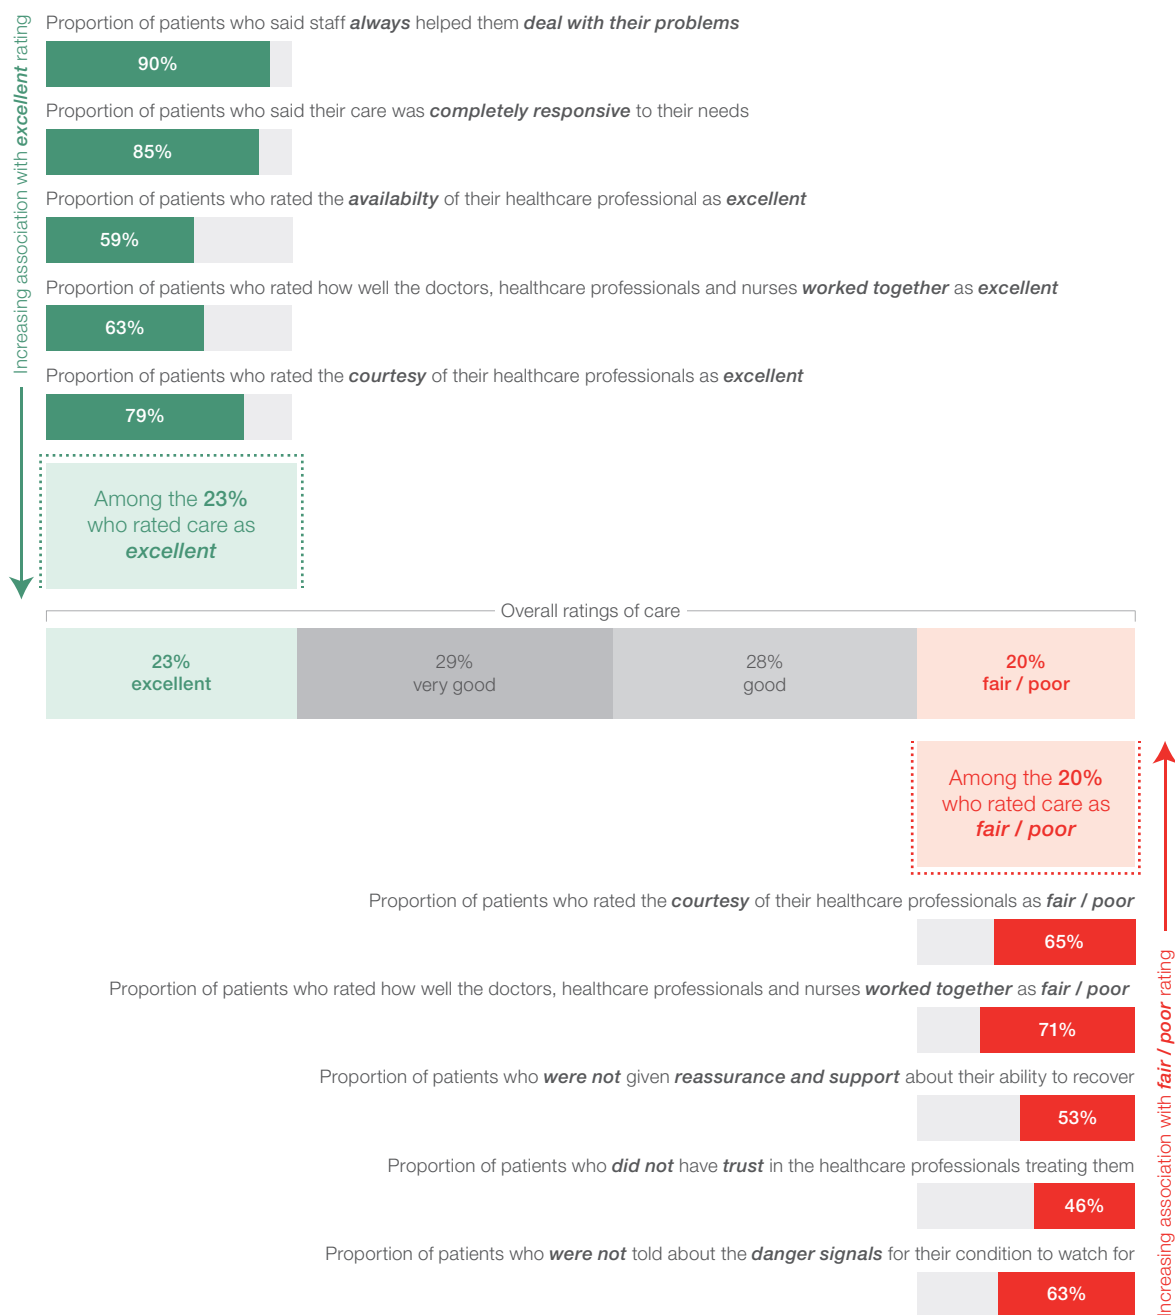 Increasing association with excellent rating
Proportion of patients who said staff always helped them deal with their problems
90%
Proportion of patients who said their care was completely responsive to their needs
85%
Proportion of patients who rated the availabilty of their healthcare professional as excellent
59%
Proportion of patients who rated how well the doctors, healthcare professionals and nurses worked together as excellent
63%
Proportion of patients who rated the courtesy of their healthcare professionals as excellent
79%
Among the 23%
who rated care as
excellent
Overall ratings of care
23%
excellent
29%
very good
28%
good
20%
fair / poor
Among the 20%
who rated care as
fair / poor
Proportion of patients who rated the courtesy of their healthcare professionals as fair / poor
65%
Proportion of patients who rated how well the doctors, healthcare professionals and nurses worked together as fair / poor
71%
Proportion of patients who were not given reassurance and support about their ability to recover
53%
Proportion of patients who did not have trust in the healthcare professionals treating them
46%
Proportion of patients who were not told about the danger signals for their condition to watch for
63%
Increasing association with fair / poor rating